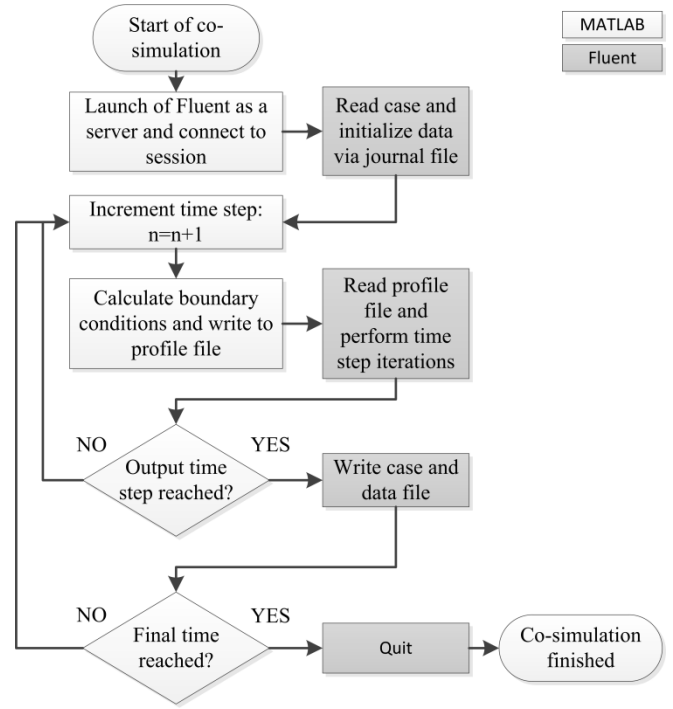 Start of co-
simulation
MATLAB
Fluent
Launch of Fluent as a
server and connect to
session
Read case and
initialize data
via journal file
Increment time step:
n=n+1
Calculate boundary
conditions and write to
profile file
Read profile
file and
perform time
step iterations
NO
YES
Output time
step reached?
Write case and
data file
NO
YES
Final time
reached?
Quit
Co-simulation
finished